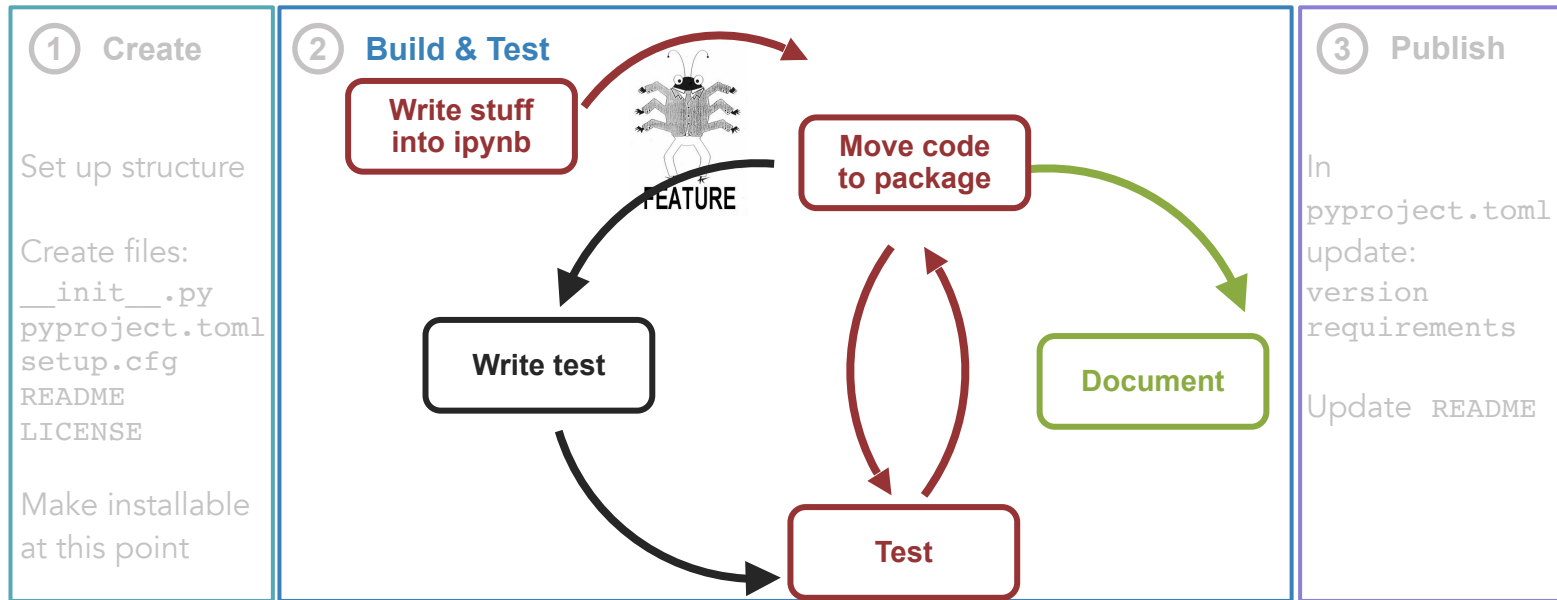 1 Create
Set up structure
Create files:
__init__.py
pyproject.toml
setup.cfg
README
LICENSE
Make installable
at this point
2 Build & Test
Write stuff
into ipynb
FEATURE
Move code
to package
Write test
Document
Test
3 Publish
In
pyproject.toml
update:
version
requirements
Update README